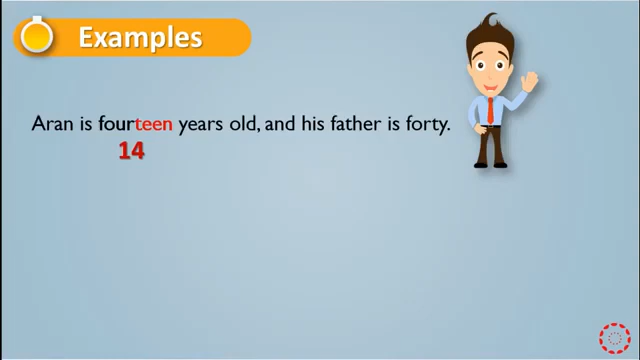 Examples
Aran is fourteen years old, and his father is forty.
14